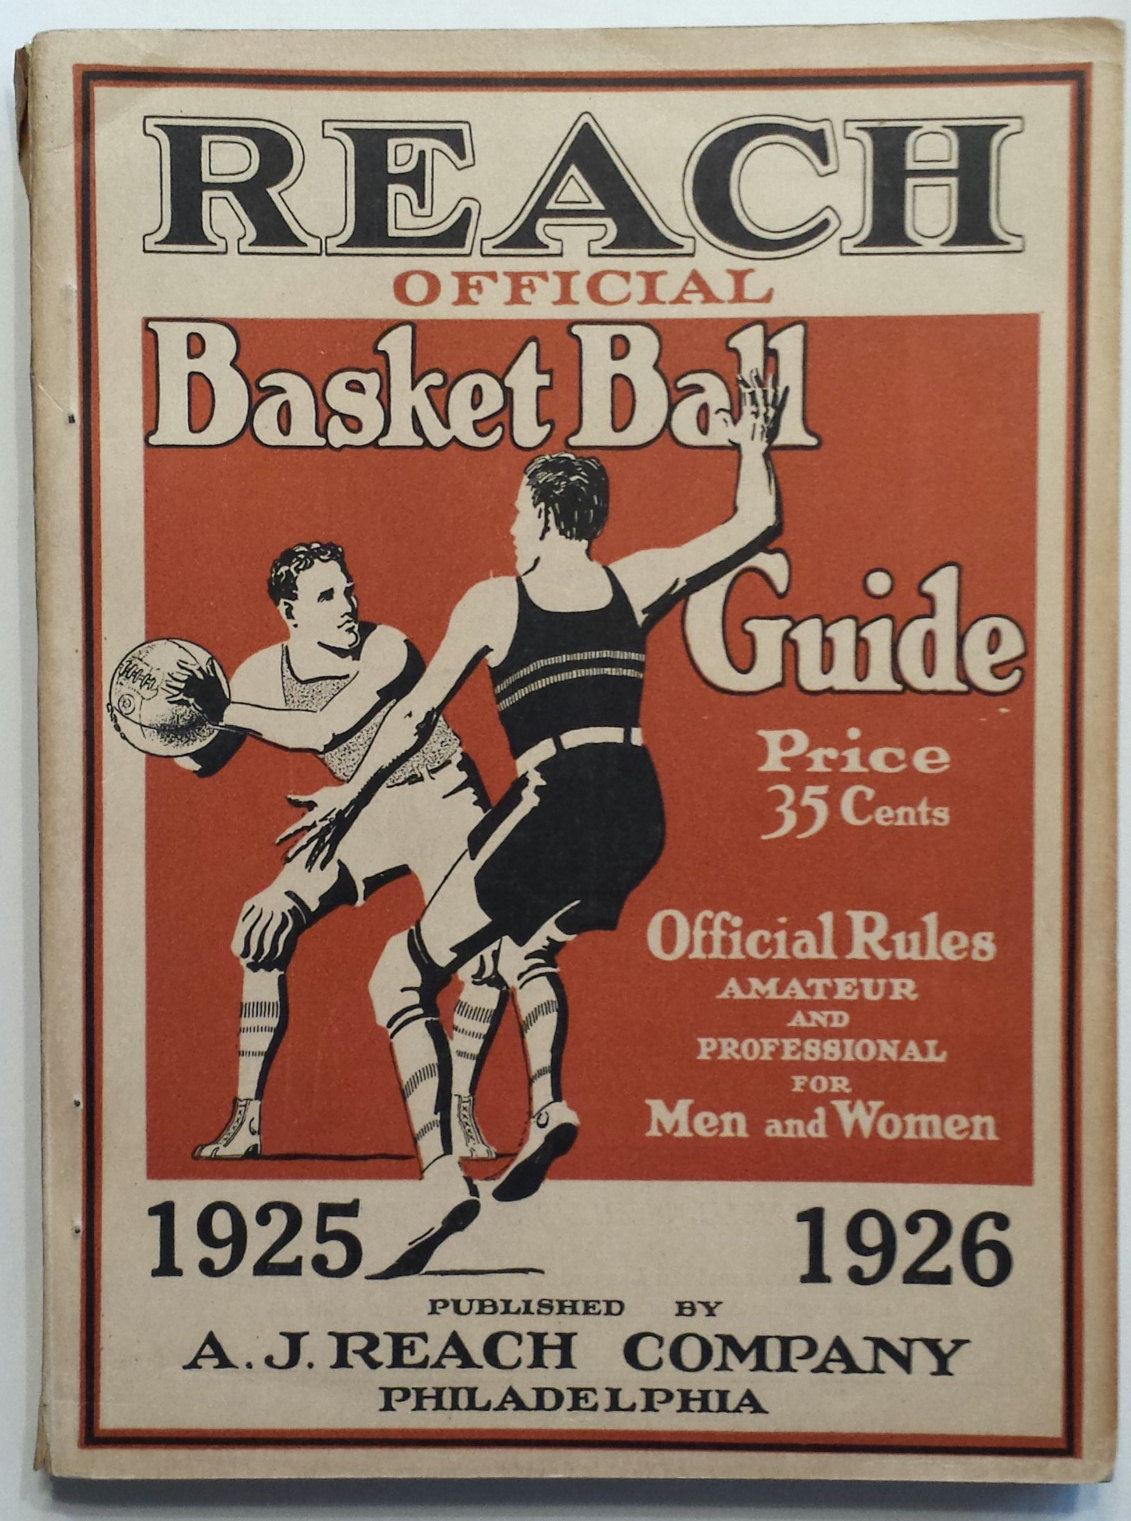 REACH
OFFICIAL
Basket Ball
Guide
Price
35 Cents
Official Rules
AMATEUR
AND
PROFESSIONAL
FOR
Men and Women
1925 1926
PUBLISHED BY
A. J. REACH COMPANY
PHILADELPHIA